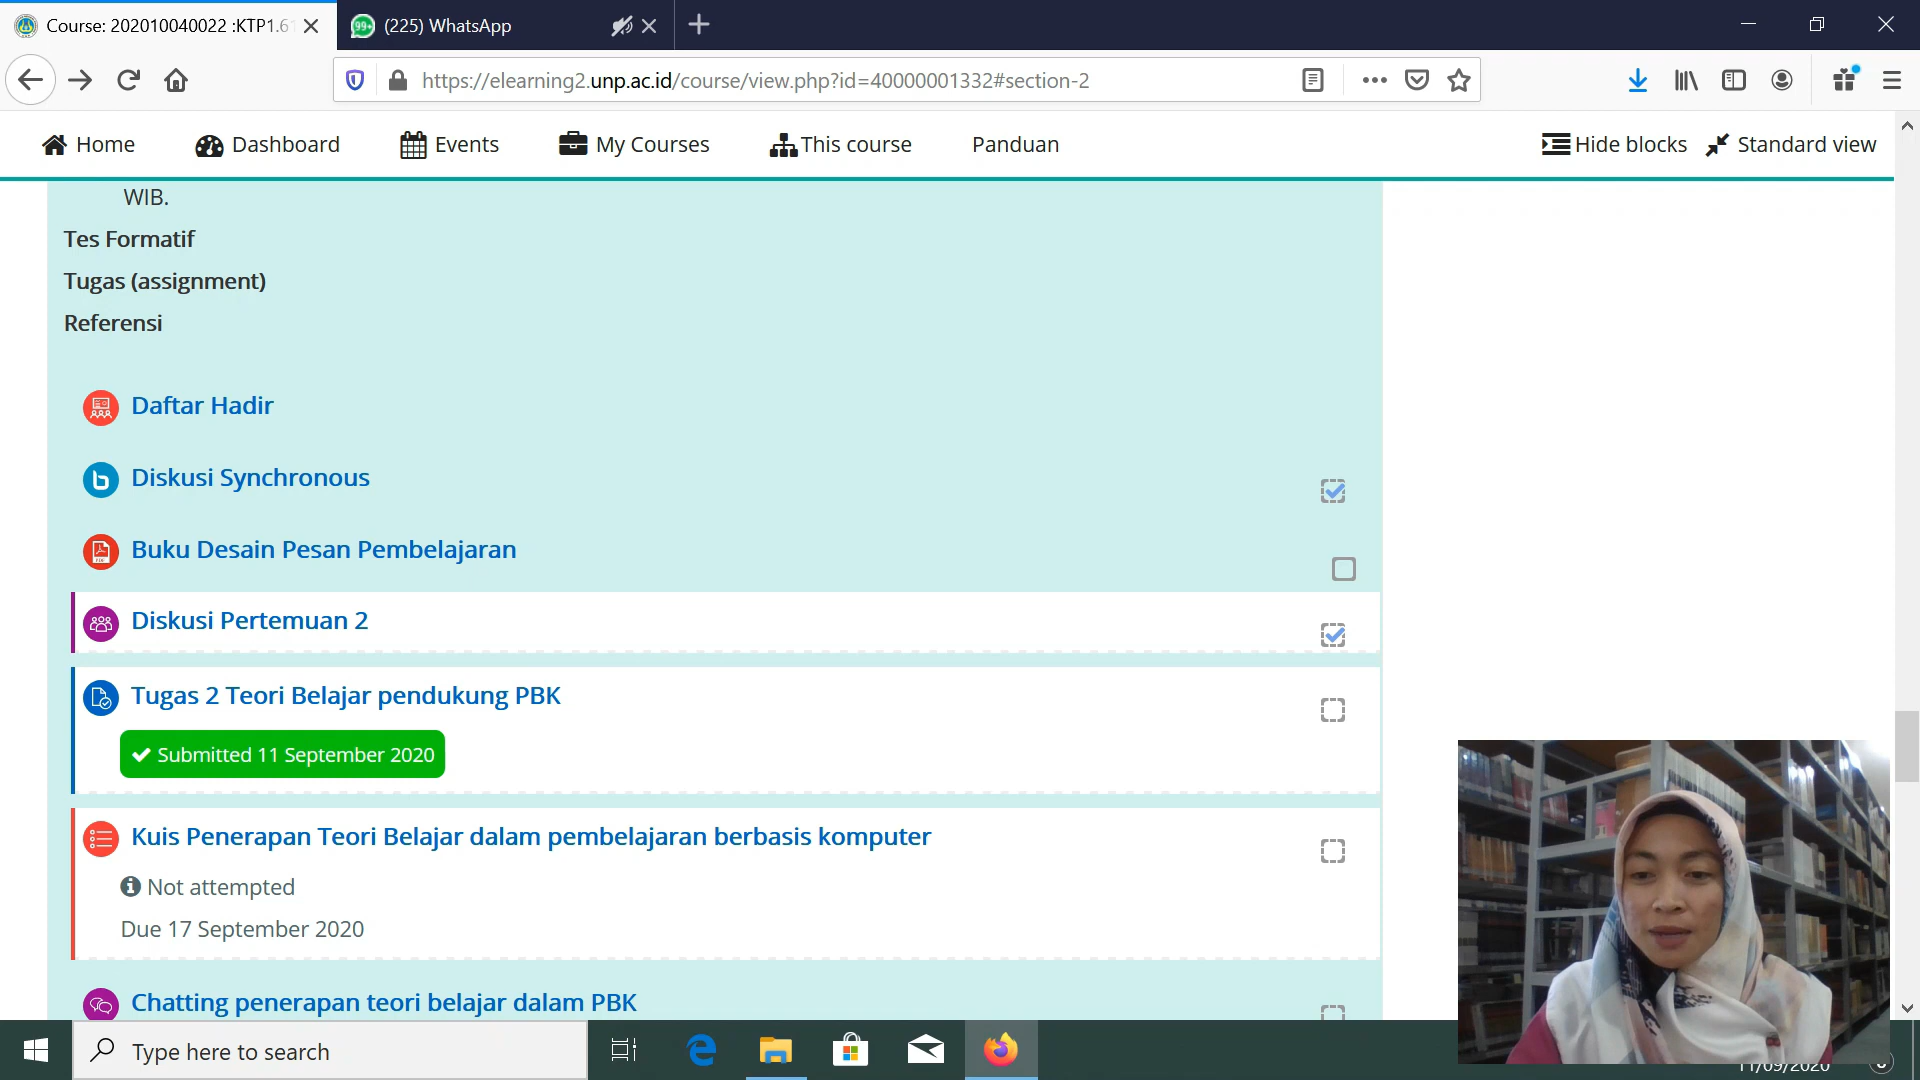 Course: 202010040022 :KTP1.61
(225) WhatsApp
https://elearning2.unp.ac.id/course/view.php?id=40000001332#section-2
Home
Dashboard
Events
My Courses
This course
Panduan
Hide blocks
Standard view
WIB.
Tes Formatif
Tugas (assignment)
Referensi
Daftar Hadir
Diskusi Synchronous
Buku Desain Pesan Pembelajaran
Diskusi Pertemuan 2
Tugas 2 Teori Belajar pendukung PBK
Submitted 11 September 2020
Kuis Penerapan Teori Belajar dalam pembelajaran berbasis komputer
Not attempted
Due 17 September 2020
Chatting penerapan teori belajar dalam PBK
Type here to search
11/09/2020